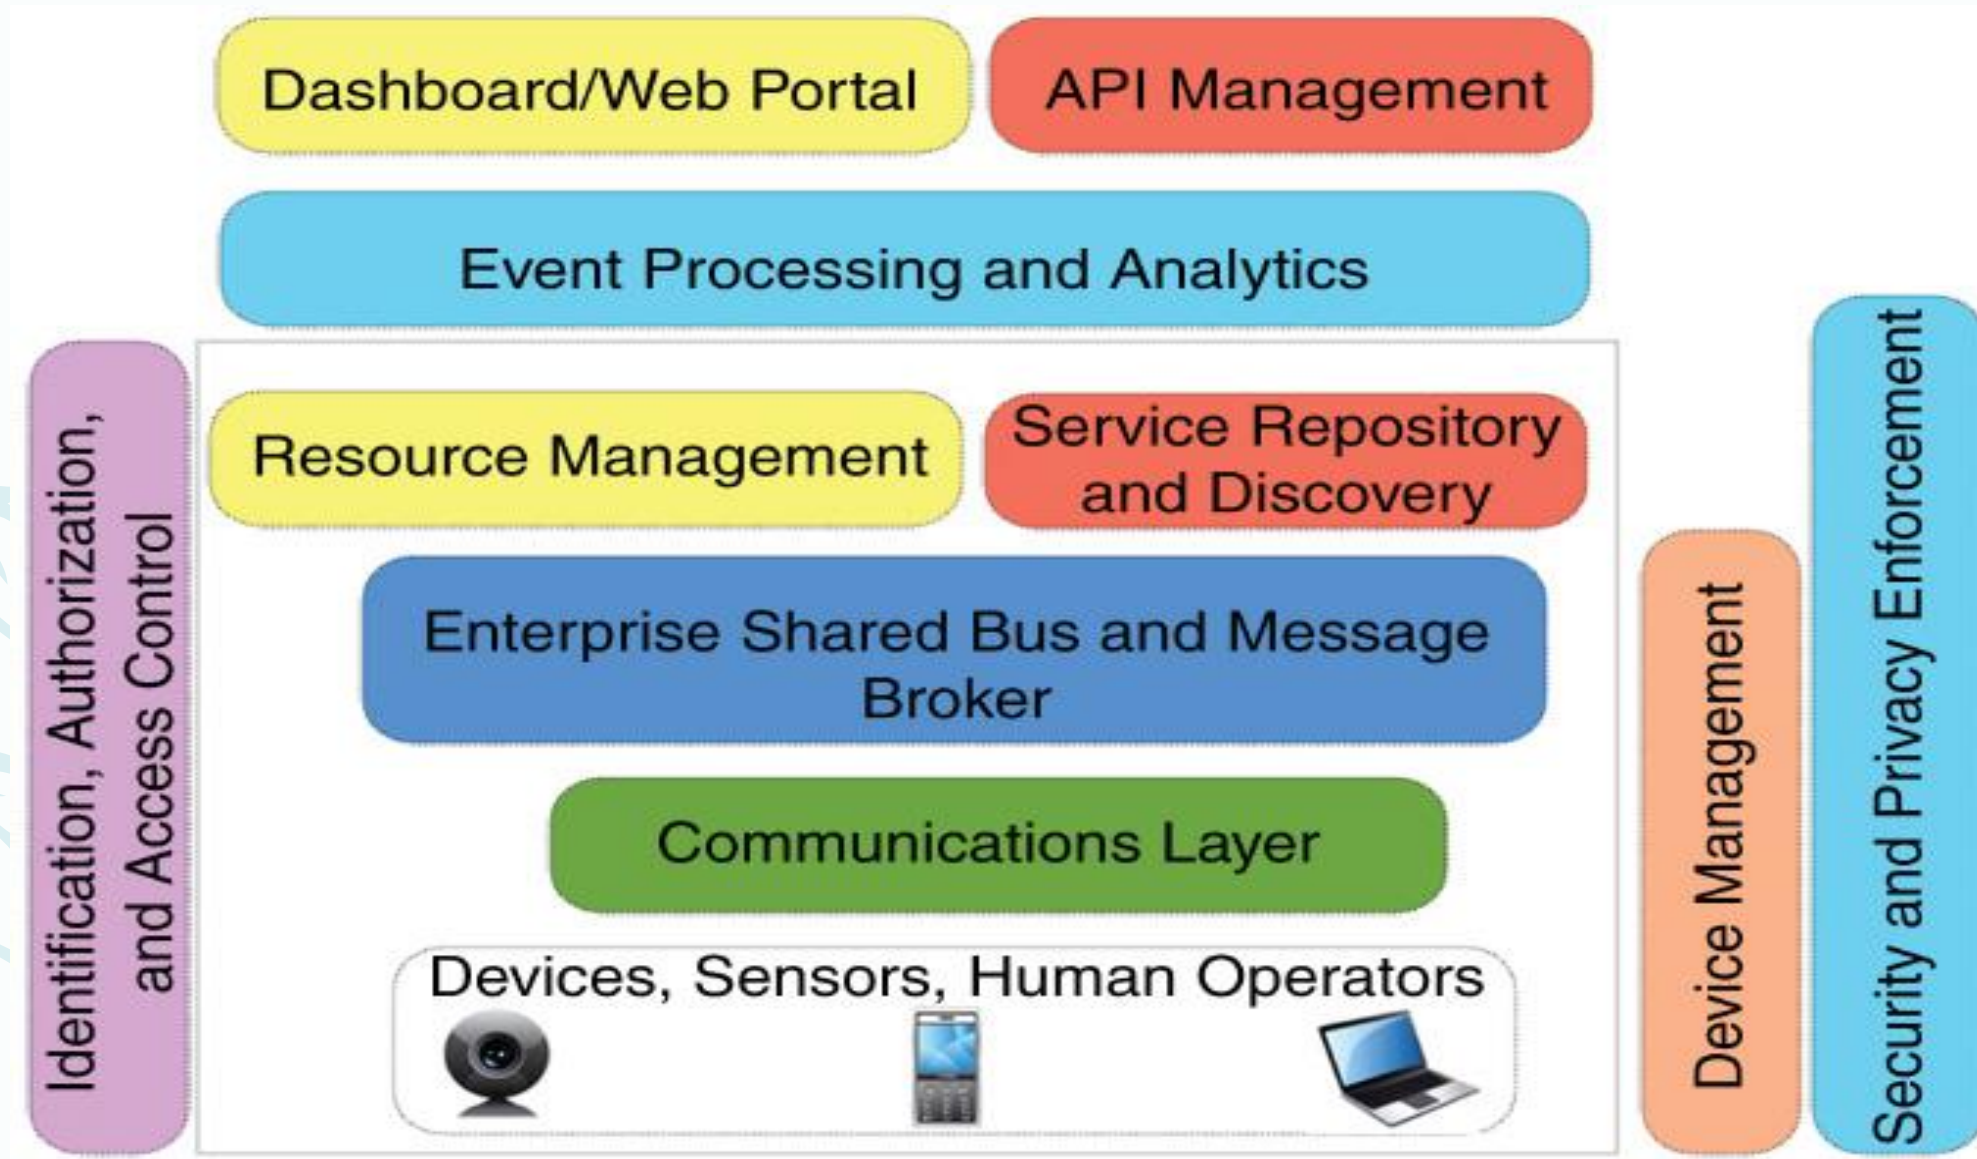 Dashboard/Web Portal
API Management
Event Processing and Analytics
Identification, Authorization,
and Access Control
Resource Management
Service Repository
and Discovery
Enterprise Shared Bus and Message
Broker
Communications Layer
Devices, Sensors, Human Operators
Device Management
Security and Privacy Enforcement